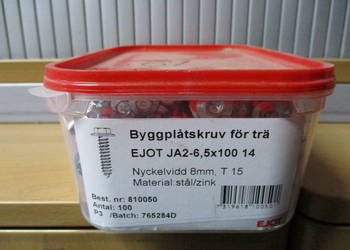 Byggplåtskruv för trä
EJOT JA2-6,5x100 14
Nyckelvidd 8mm, T 15
Material:stål/zink
Best. nr: 810050
Antal: 100
P3 /Batch: 765284D
EJOT